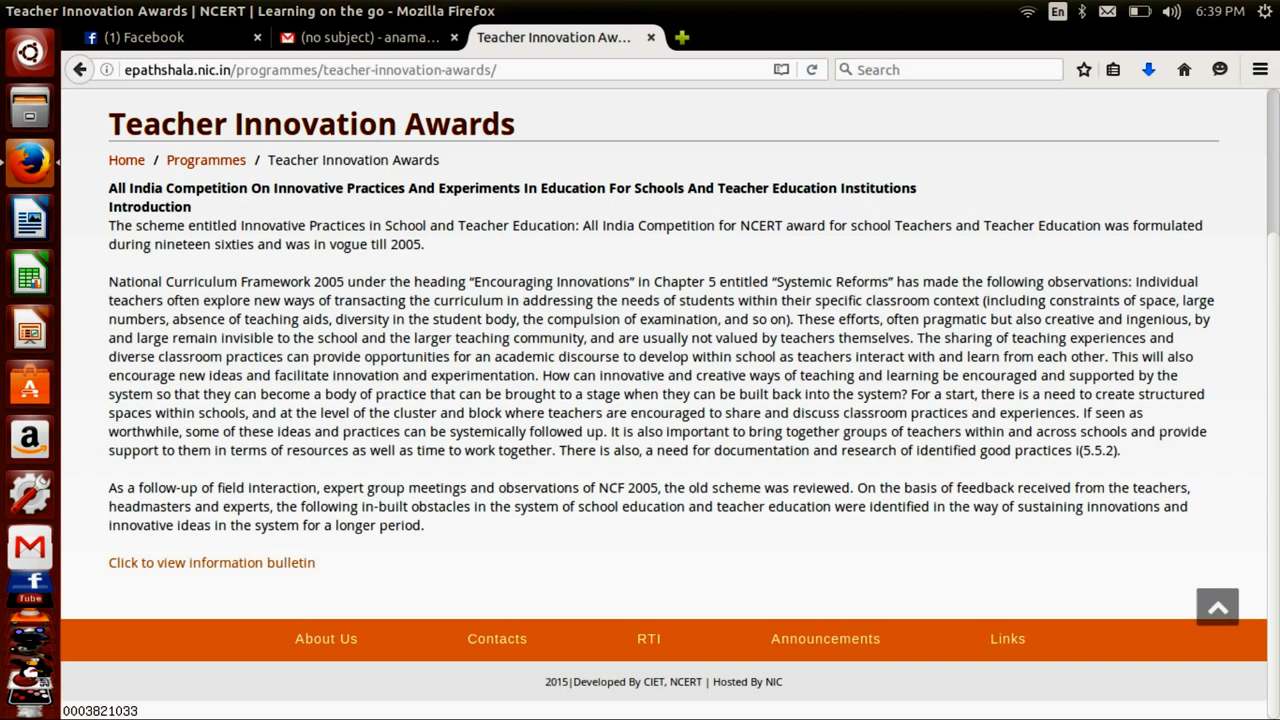 Teacher Innovation Awards | NCERT | Learning on the go - Mozilla Firefox
En
6:39 PM
(1) Facebook
(no subject) - anama...
Teacher Innovation Aw...
epathshala.nic.in/programmes/teacher-innovation-awards/
Search
Teacher Innovation Awards
Home / Programmes / Teacher Innovation Awards
All India Competition On Innovative Practices And Experiments In Education For Schools And Teacher Education Institutions
Introduction
The scheme entitled Innovative Practices in School and Teacher Education: All India Competition for NCERT award for school Teachers and Teacher Education was formulated
during nineteen sixties and was in vogue till 2005.
National Curriculum Framework 2005 under the heading “Encouraging Innovations” in Chapter 5 entitled “Systemic Reforms” has made the following observations: Individual
teachers often explore new ways of transacting the curriculum in addressing the needs of students within their specific classroom context (including constraints of space, large
numbers, absence of teaching aids, diversity in the student body, the compulsion of examination, and so on). These efforts, often pragmatic but also creative and ingenious, by
and large remain invisible to the school and the larger teaching community, and are usually not valued by teachers themselves. The sharing of teaching experiences and
diverse classroom practices can provide opportunities for an academic discourse to develop within school as teachers interact with and learn from each other. This will also
encourage new ideas and facilitate innovation and experimentation. How can innovative and creative ways of teaching and learning be encouraged and supported by the
system so that they can become a body of practice that can be brought to a stage when they can be built back into the system? For a start, there is a need to create structured
spaces within schools, and at the level of the cluster and block where teachers are encouraged to share and discuss classroom practices and experiences. If seen as
worthwhile, some of these ideas and practices can be systemically followed up. It is also important to bring together groups of teachers within and across schools and provide
support to them in terms of resources as well as time to work together. There is also, a need for documentation and research of identified good practices i(5.5.2).
As a follow-up of field interaction, expert group meetings and observations of NCF 2005, the old scheme was reviewed. On the basis of feedback received from the teachers,
headmasters and experts, the following in-built obstacles in the system of school education and teacher education were identified in the way of sustaining innovations and
innovative ideas in the system for a longer period.
Click to view information bulletin
Tube
About Us
Contacts
RTI
Announcements
Links
2015|Developed By CIET, NCERT | Hosted By NIC
0003821033